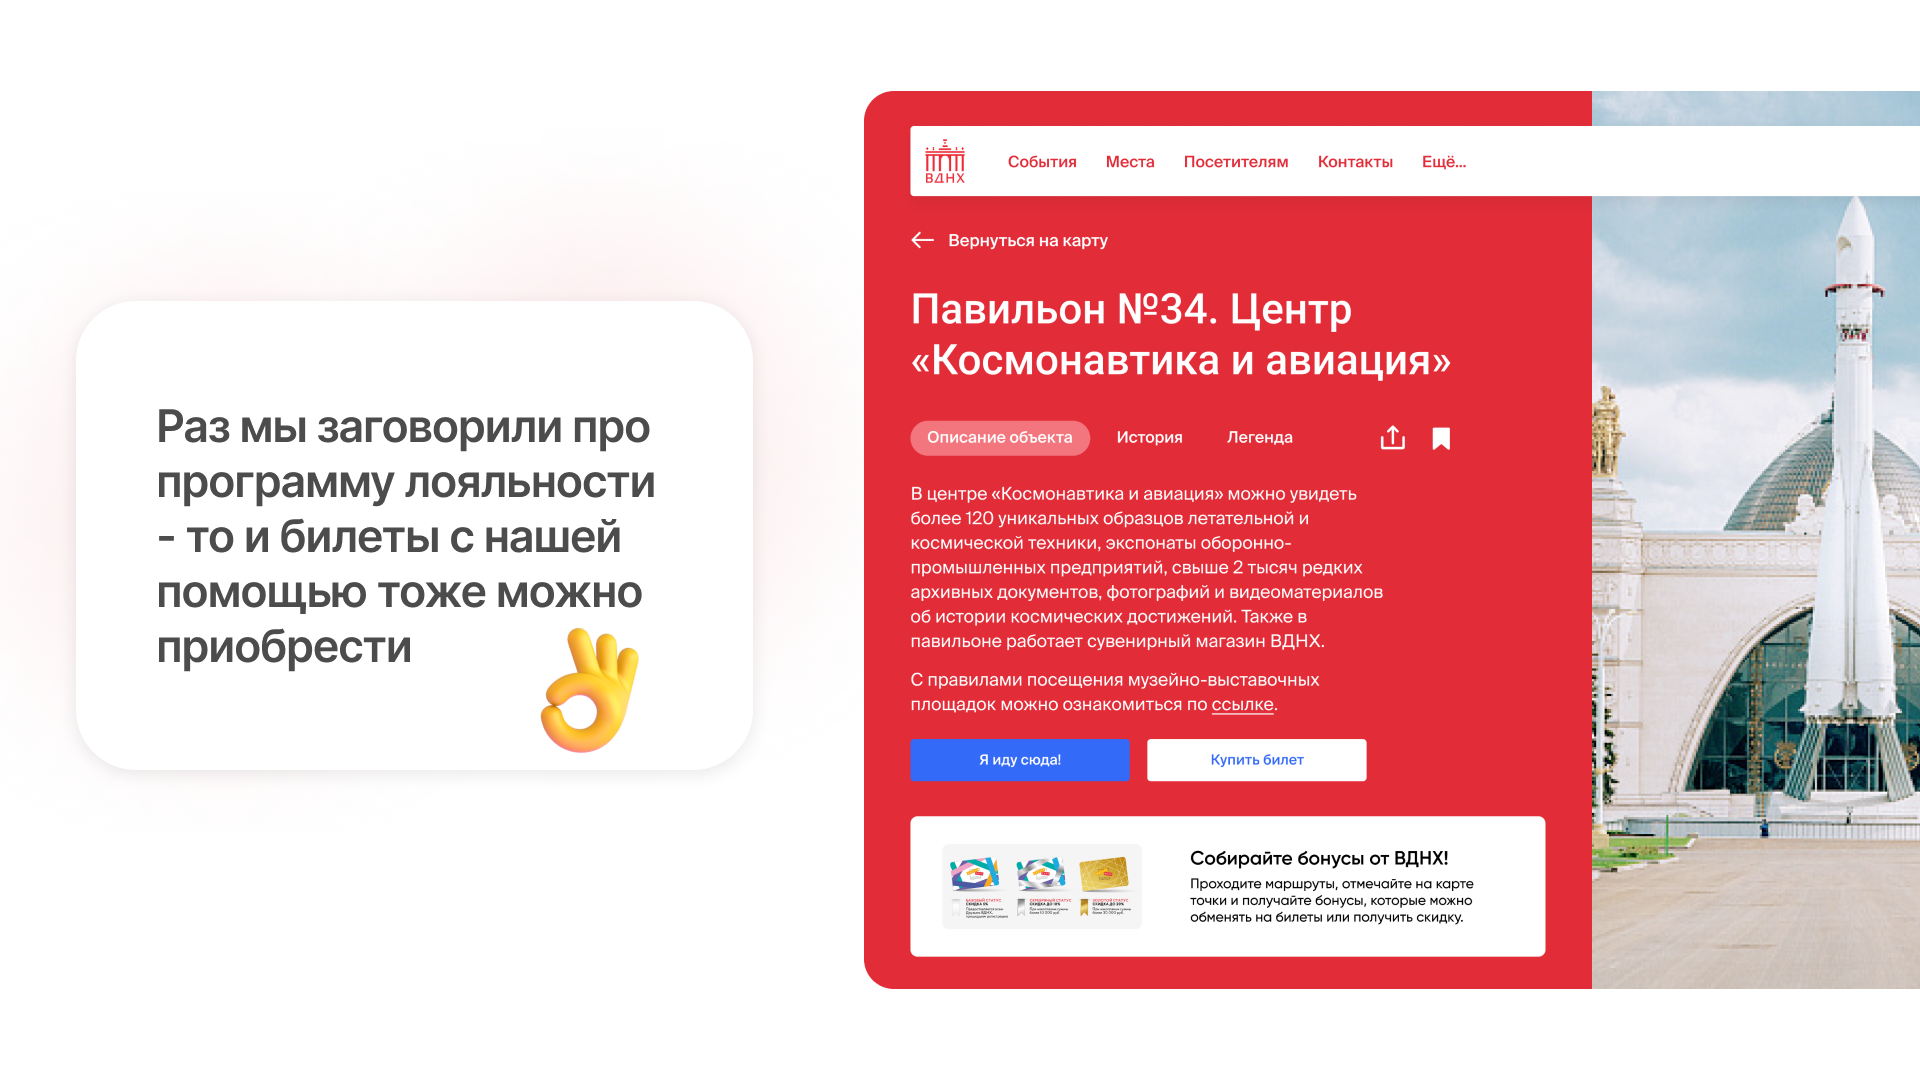 Раз мы заговорили про
программу лояльности
- то и билеты с нашей
помощью тоже можно
приобрести
ВДНХ
События
Места
Посетителям
Контакты
Ещё...
Вернуться на карту
Павильон №34. Центр
«Космонавтика и авиация»
Описание объекта
История
Легенда
В центре «Космонавтика и авиация» можно увидеть
более 120 уникальных образцов летательной и
космической техники, экспонаты оборонно-
промышленных предприятий, свыше 2 тысяч редких
архивных документов, фотографий и видеоматериалов
об истории космических достижений. Также в
павильоне работает сувенирный магазин ВДНХ.
С правилами посещения музейно-выставочных
площадок можно ознакомиться по ссылке.
Я иду сюда!
Купить билет
Собирайте бонусы от ВДНХ!
Проходите маршруты, отмечайте на карте
точки и получайте бонусы, которые можно
обменять на билеты или получить скидку.